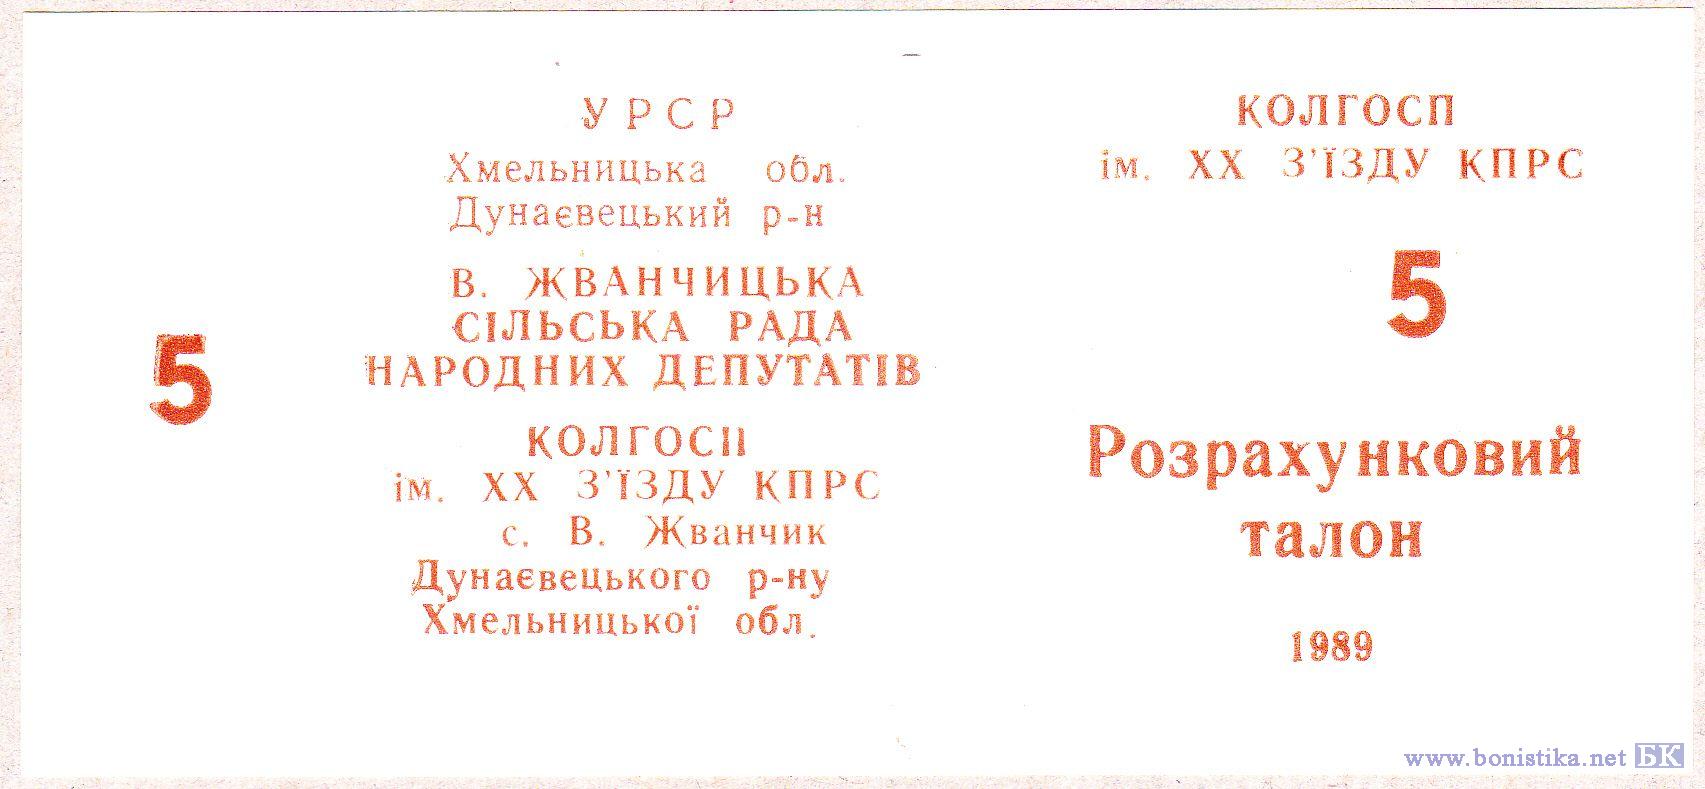 5
УРСР
Хмельницька обл.
Дунаєвецький р-н
В. ЖВАНЧИЦЬКА
СІЛЬСЬКА РАДА
НАРОДНИХ ДЕПУТАТІВ
КОЛГОСП
ім. XX З'ЇЗДУ КПРС
с. В. Жванчик
Дунаєвецького р-ну
Хмельницької обл.
КОЛГОСП
ім. XX З'ЇЗДУ КПРС
5
Розрахунковий
талон
1989
www.bonistika.net БК